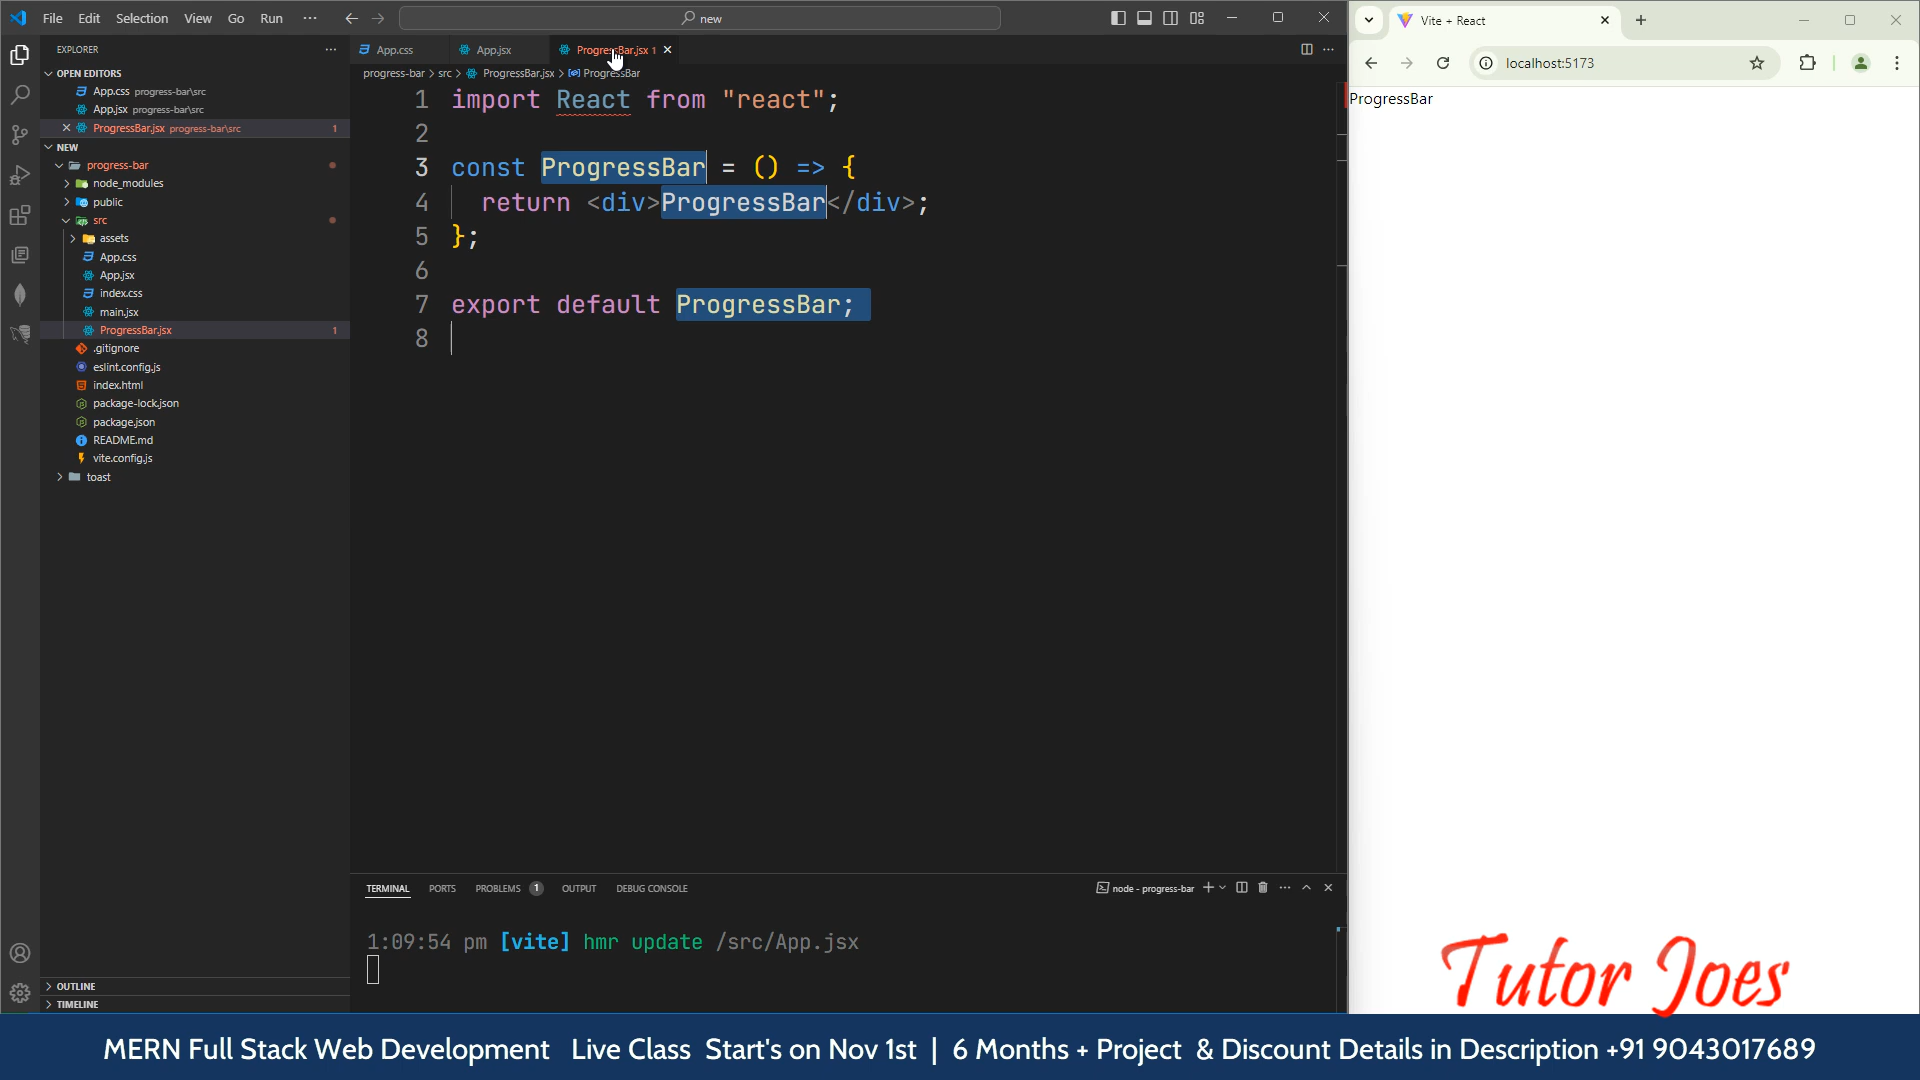 File Edit Selection View Go Run ··· new
EXPLORER
OPEN EDITORS
App.css progress-bar\src
App.jsx progress-bar\src
ProgressBar.jsx progress-bar\src 1
NEW
progress-bar
node_modules
public
src
assets
App.css
App.jsx
index.css
main.jsx
ProgressBar.jsx 1
.gitignore
eslint.config.js
index.html
package-lock.json
package.json
README.md
vite.config.js
toast
OUTLINE
TIMELINE
App.css App.jsx ProgressBar.jsx 1
progress-bar > src > ProgressBar.jsx > ProgressBar
1 import React from "react";
2
3 const ProgressBar = () => {
4 return <div>ProgressBar</div>;
5 };
6
7 export default ProgressBar;
8
TERMINAL PORTS PROBLEMS 1 OUTPUT DEBUG CONSOLE node - progress-bar
1:09:54 pm [vite] hmr update /src/App.jsx
Vite + React
localhost:5173
ProgressBar
Tutor Joes
MERN Full Stack Web Development Live Class Start's on Nov 1st | 6 Months + Project & Discount Details in Description +91 9043017689